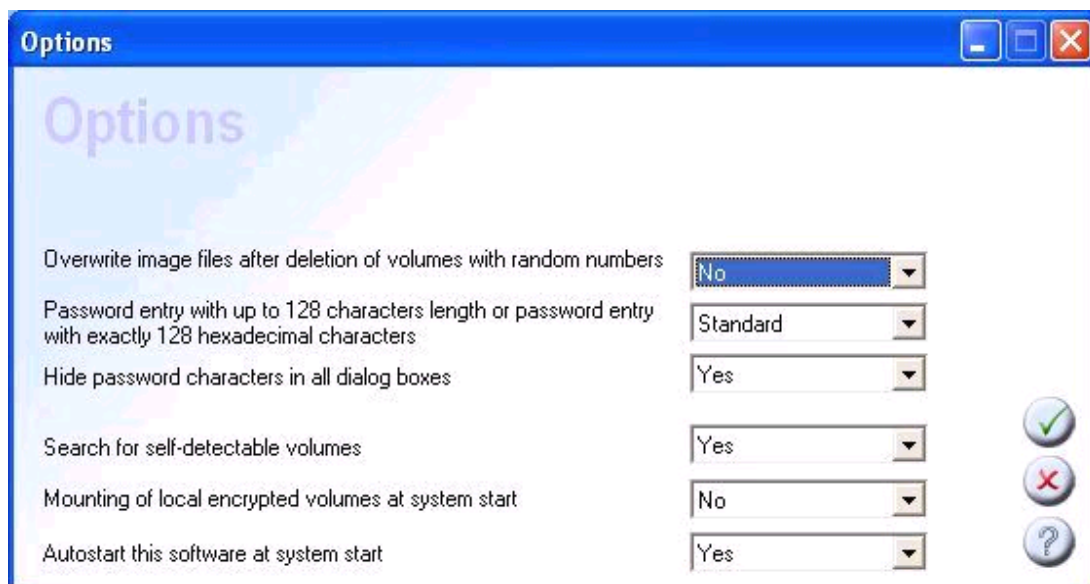 Options
Options
Overwrite image files after deletion of volumes with random numbers
No
Password entry with up to 128 characters length or password entry
with exactly 128 hexadecimal characters
Standard
Hide password characters in all dialog boxes
Yes
Search for self-detectable volumes
Yes
Mounting of local encrypted volumes at system start
No
Autostart this software at system start
Yes
?